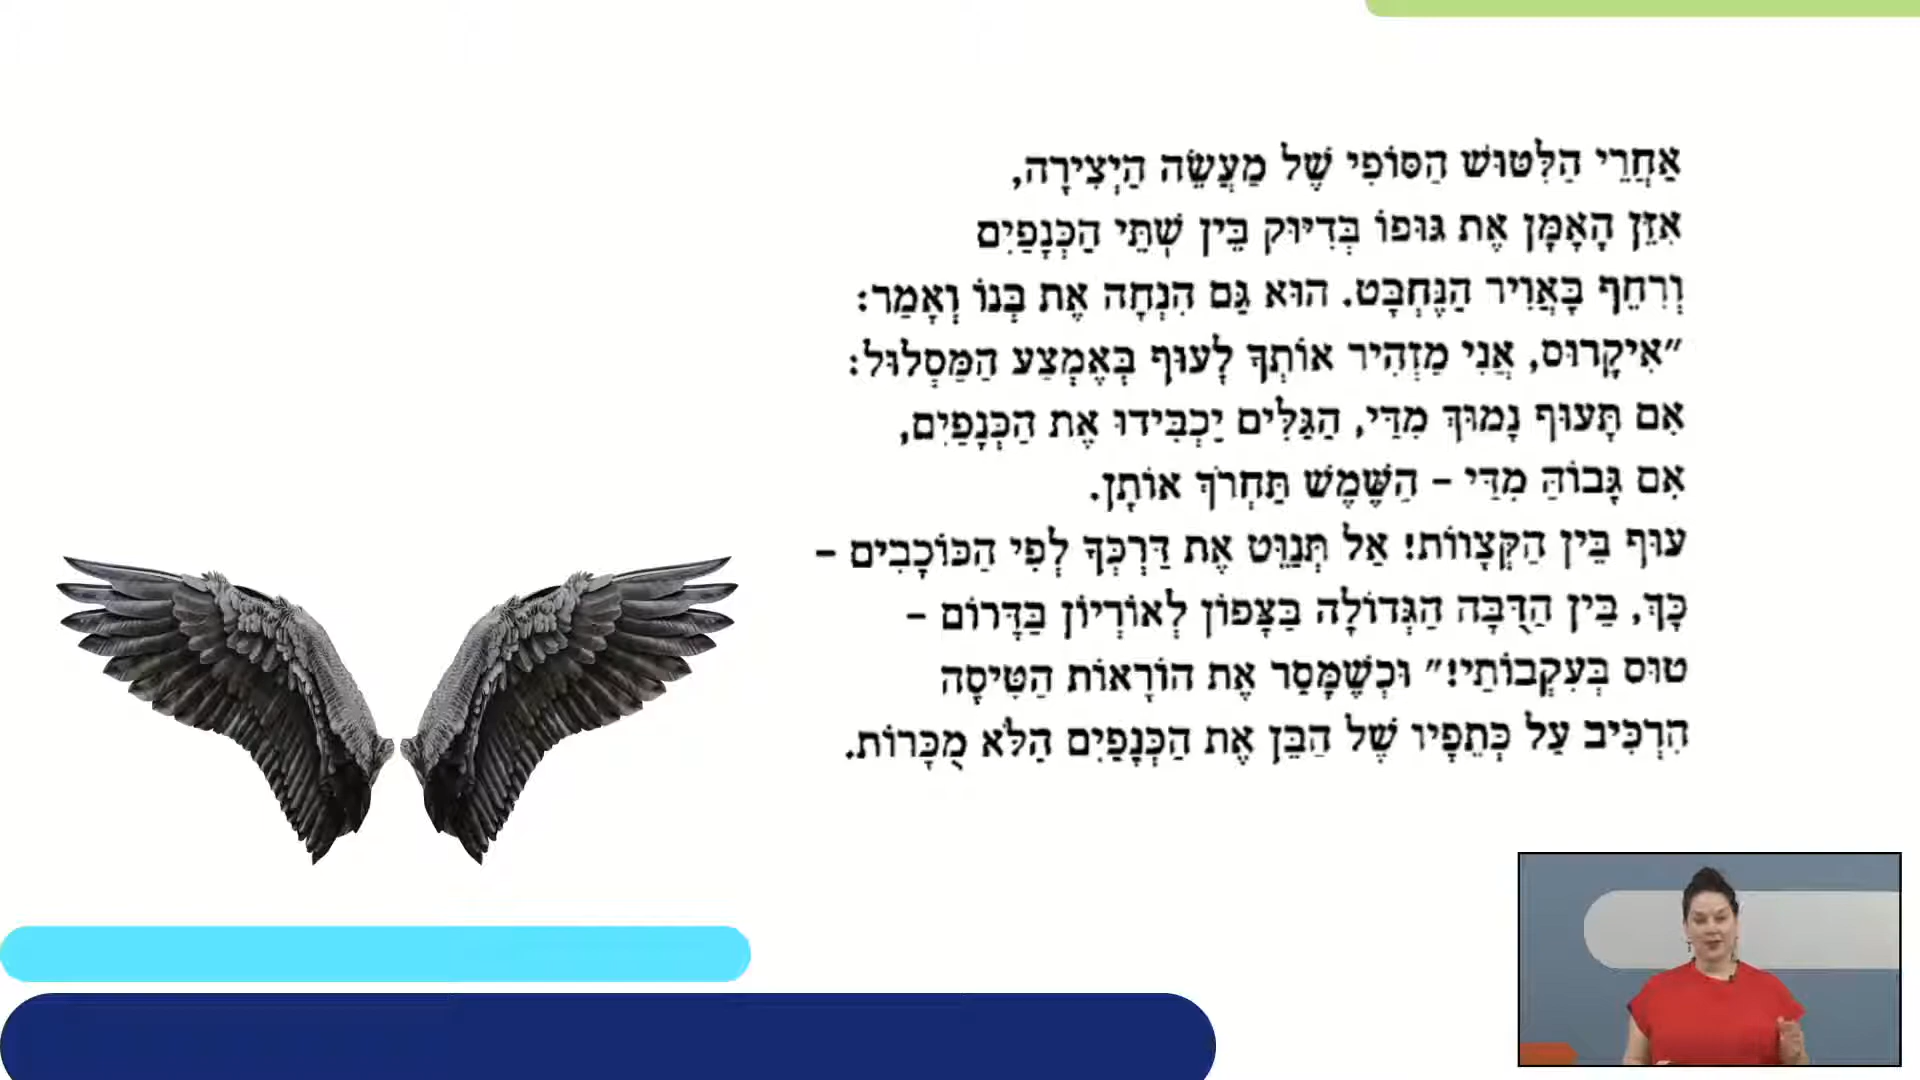 אַחֲרֵי הַלִּטּוּשׁ הַסּוֹפִי שֶׁל מַעֲשֵׂה הַיְצִירָה,
אִזֵּן הָאָמָּן אֶת גּוּפוֹ בְּדִיּוּק בֵּין שְׁתֵּי הַכְּנָפַיִם
וְרִחֵף בָּאֲוִיר הַנֶּחְבָּט. הוּא גַּם הִנְחָה אֶת בְּנוֹ וְאָמַר:
״אִיקָרוּס, אֲנִי מַזְהִיר אוֹתְךָ לָעוּף בְּאֶמְצַע הַמַּסְלוּל:
אִם תָּעוּף נָמוּךְ מִדַּי, הַגַּלִּים יַכְבִּידוּ אֶת הַכְּנָפַיִם,
אִם גָּבוֹהַּ מִדַּי – הַשֶּׁמֶשׁ תַּחְרֹךְ אוֹתָן.
עוּף בֵּין הַקְּצָווֹת! אַל תְּנַוֵּט אֶת דַּרְכְּךָ לְפִי הַכּוֹכָבִים –
כָּךְ, בֵּין הַדֻּבָּה הַגְּדוֹלָה בַּצָּפוֹן לְאוֹרְיוֹן בַּדָּרוֹם –
טוּס בְּעִקְבוֹתַי!״ וּכְשֶׁמָּסַר אֶת הוֹרָאוֹת הַטִּיסָה
הִרְכִּיב עַל כְּתֵפָיו שֶׁל הַבֵּן אֶת הַכְּנָפַיִם הַלֹּא מֻכָּרוֹת.